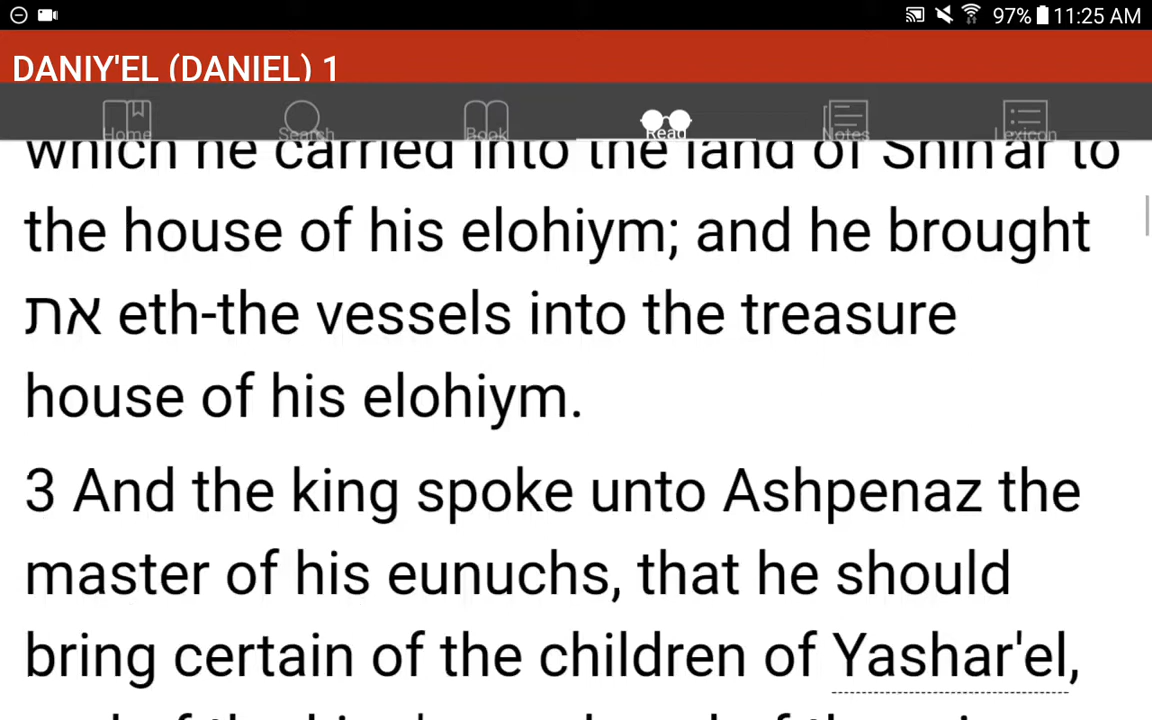 97% 11:25 AM
DANIY'EL (DANIEL) 1
Home Search Book Read Notes Lexicon
which he carried into the land of Shin'ar to
the house of his elohiym; and he brought
את eth-the vessels into the treasure
house of his elohiym.
3 And the king spoke unto Ashpenaz the
master of his eunuchs, that he should
bring certain of the children of Yashar'el,